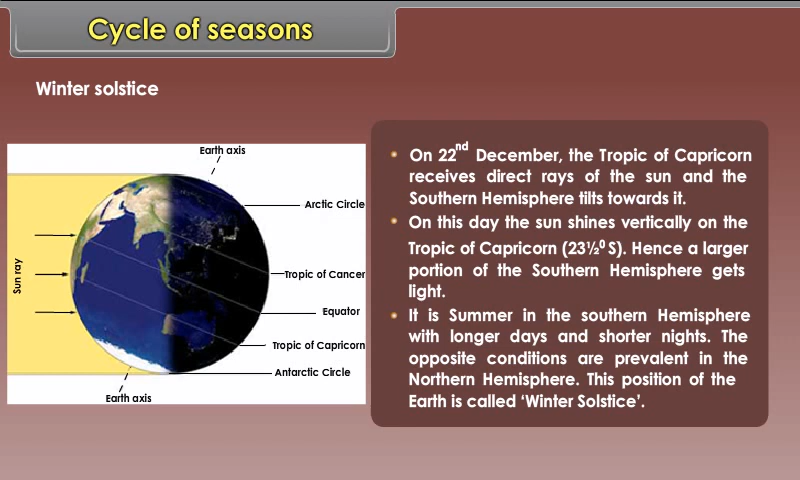 Cycle of seasons
Winter solstice
Earth axis
Arctic Circle
Sun ray
Tropic of Cancer
Equator
Tropic of Capricorn
Antarctic Circle
Earth axis
• On 22nd December, the Tropic of Capricorn
receives direct rays of the sun and the
Southern Hemisphere tilts towards it.
• On this day the sun shines vertically on the
Tropic of Capricorn (23½⁰ S). Hence a larger
portion of the Southern Hemisphere gets
light.
• It is Summer in the southern Hemisphere
with longer days and shorter nights. The
opposite conditions are prevalent in the
Northern Hemisphere. This position of the
Earth is called ‘Winter Solstice’.